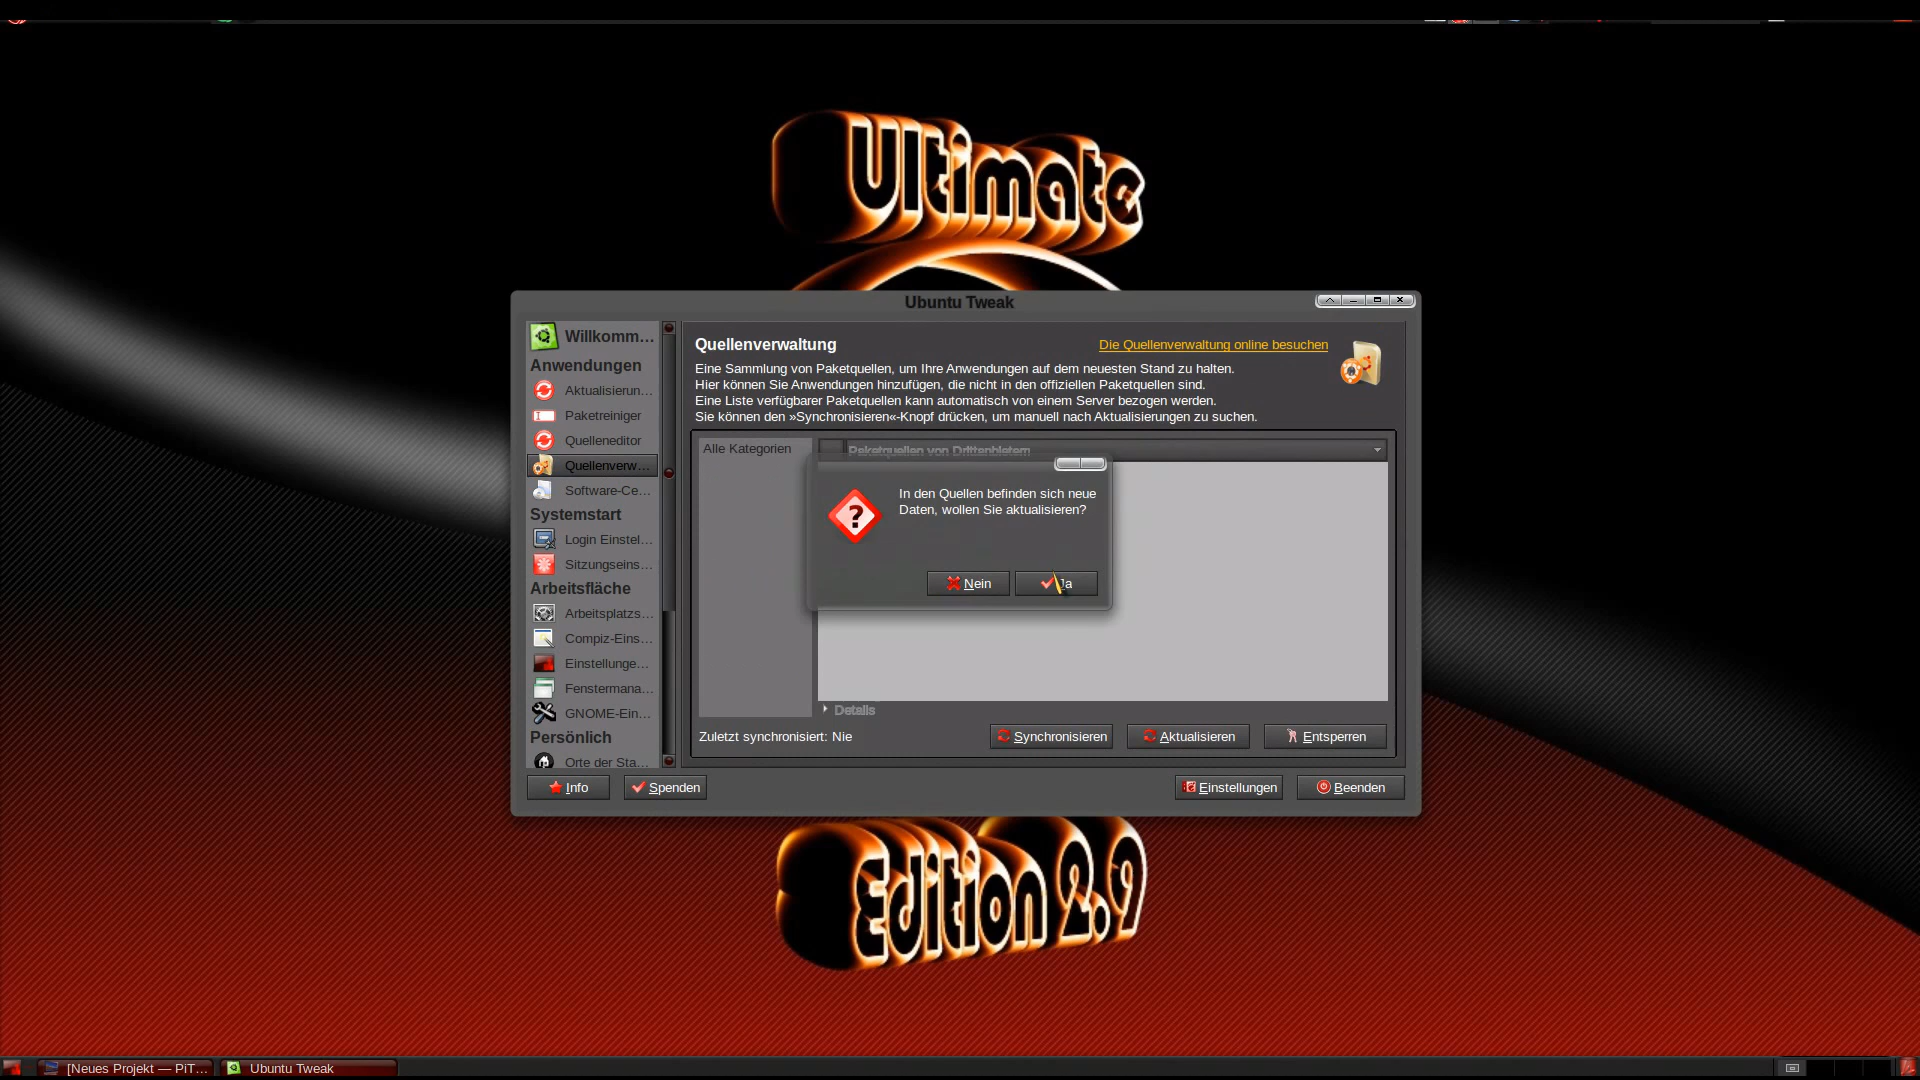 Ultimate
Ubuntu Tweak
Willkomm...
Anwendungen
Aktualisierun...
Paketreiniger
Quelleneditor
Quellenverw...
Software-Ce...
Systemstart
Login Einstel...
Sitzungseins...
Arbeitsfläche
Arbeitsplatzs...
Compiz-Eins...
Einstellunge...
Fenstermana...
GNOME-Ein...
Persönlich
Orte der Sta...
Quellenverwaltung
Die Quellenverwaltung online besuchen
Eine Sammlung von Paketquellen, um Ihre Anwendungen auf dem neuesten Stand zu halten.
Hier können Sie Anwendungen hinzufügen, die nicht in den offiziellen Paketquellen sind.
Eine Liste verfügbarer Paketquellen kann automatisch von einem Server bezogen werden.
Sie können den »Synchronisieren«-Knopf drücken, um manuell nach Aktualisierungen zu suchen.
Alle Kategorien
Paketquellen von Drittanbietern
In den Quellen befinden sich neue
Daten, wollen Sie aktualisieren?
Nein
Ja
Details
Zuletzt synchronisiert: Nie
Synchronisieren
Aktualisieren
Entsperren
Info
Spenden
Einstellungen
Beenden
Edition 2.9
[Neues Projekt — PiT...
Ubuntu Tweak